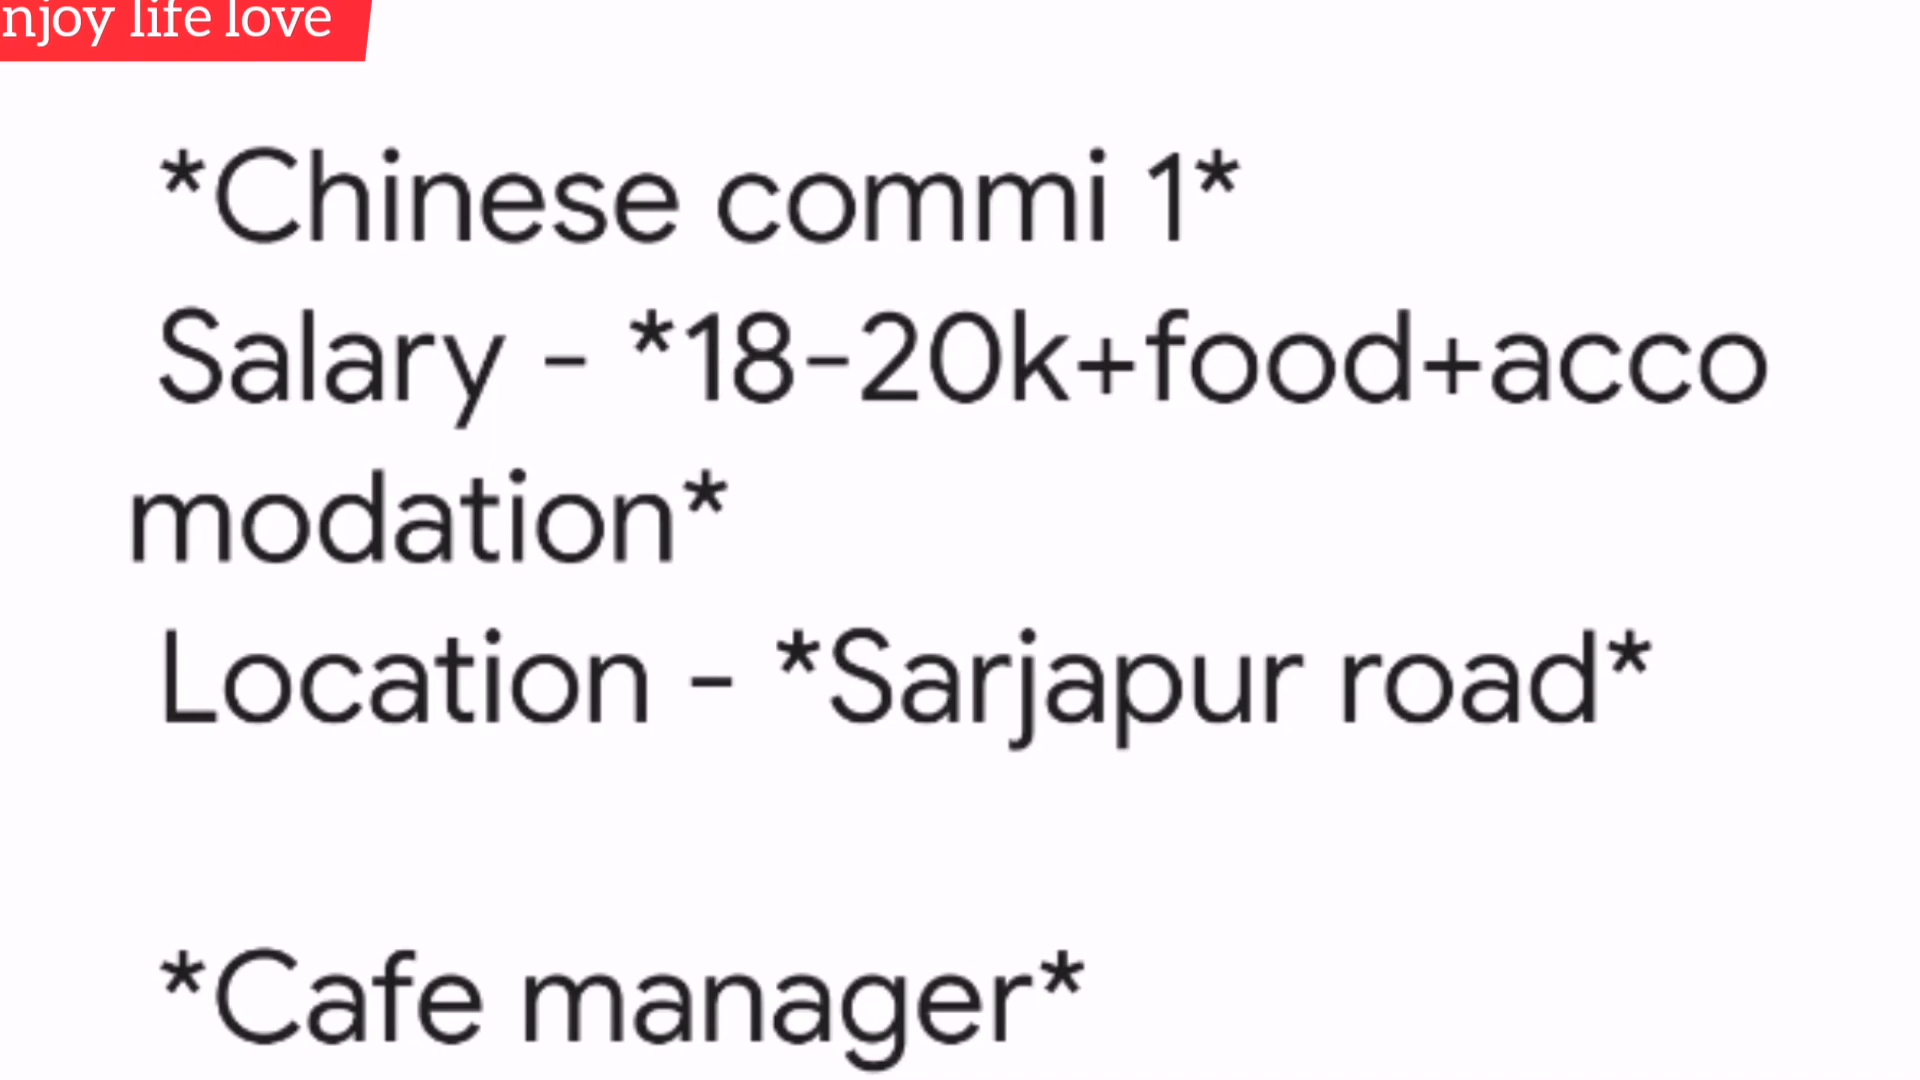 njoy life love
*Chinese commi 1*
Salary - *18-20k+food+acco
modation*
Location - *Sarjapur road*
*Cafe manager*